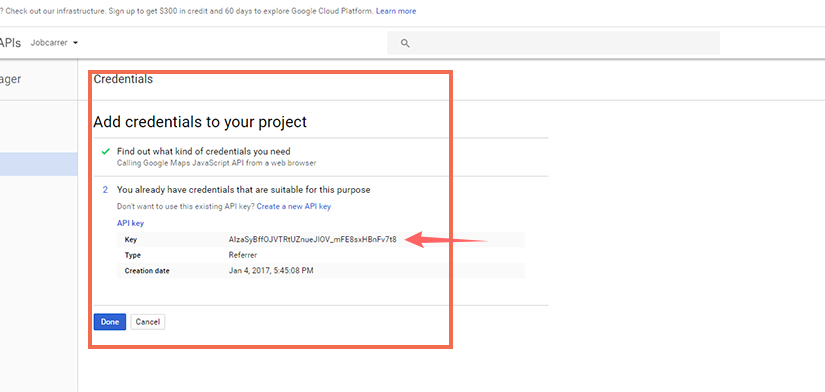 ? Check out our infrastructure. Sign up to get $300 in credit and 60 days to explore Google Cloud Platform. Learn more
APIs Jobcarrer
ager
Credentials
Add credentials to your project
Find out what kind of credentials you need
Calling Google Maps JavaScript API from a web browser
2 You already have credentials that are suitable for this purpose
Don't want to use this existing API key? Create a new API key
API key
Key AIzaSyBffOJVTRtUZnueJIOV_mFE8sxHBnFv7t8
Type Referrer
Creation date Jan 4, 2017, 5:45:08 PM
Done Cancel